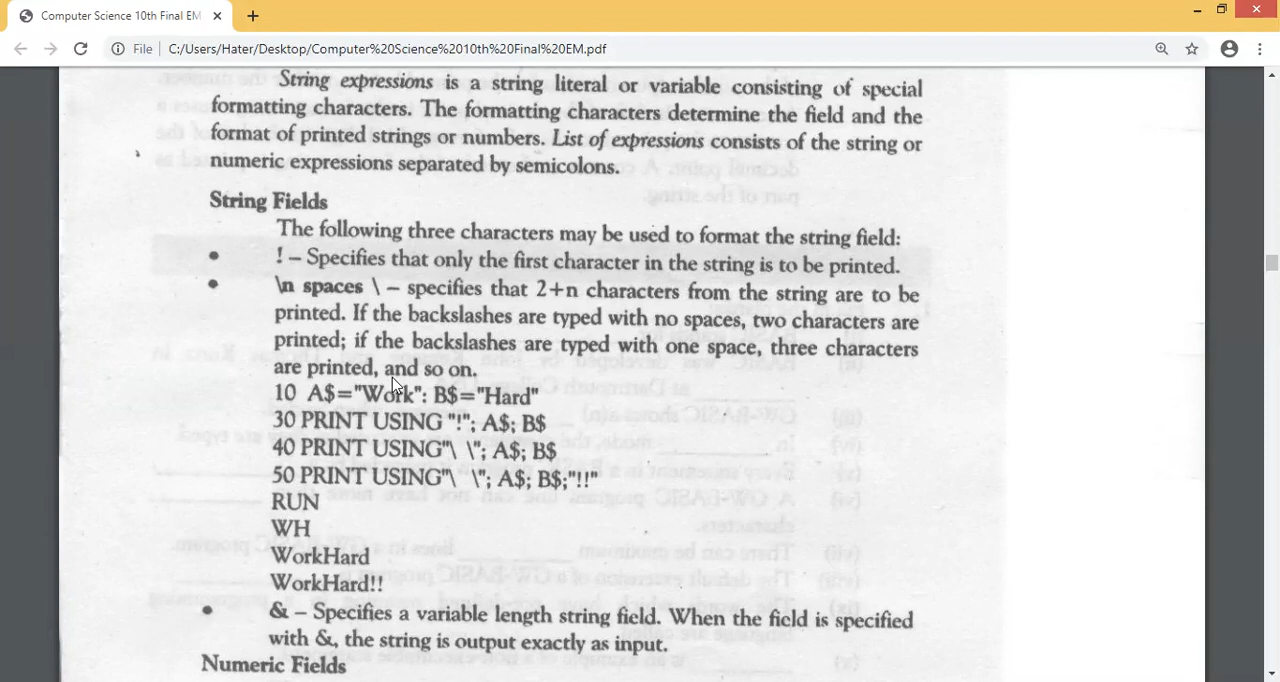 Computer Science 10th Final EM
File | C:/Users/Hater/Desktop/Computer%20Science%2010th%20Final%20EM.pdf
String expressions is a string literal or variable consisting of special
formatting characters. The formatting characters determine the field and the
format of printed strings or numbers. List of expressions consists of the string or
numeric expressions separated by semicolons.
String Fields
The following three characters may be used to format the string field:
• ! – Specifies that only the first character in the string is to be printed.
• \n spaces \ – specifies that 2+n characters from the string are to be
printed. If the backslashes are typed with no spaces, two characters are
printed; if the backslashes are typed with one space, three characters
are printed, and so on.
10 A$="Work": B$="Hard"
30 PRINT USING "!"; A$; B$
40 PRINT USING"\ \"; A$; B$
50 PRINT USING"\ \"; A$; B$;"!!"
RUN
WH
WorkHard
WorkHard!!
• & – Specifies a variable length string field. When the field is specified
with &, the string is output exactly as input.
Numeric Fields